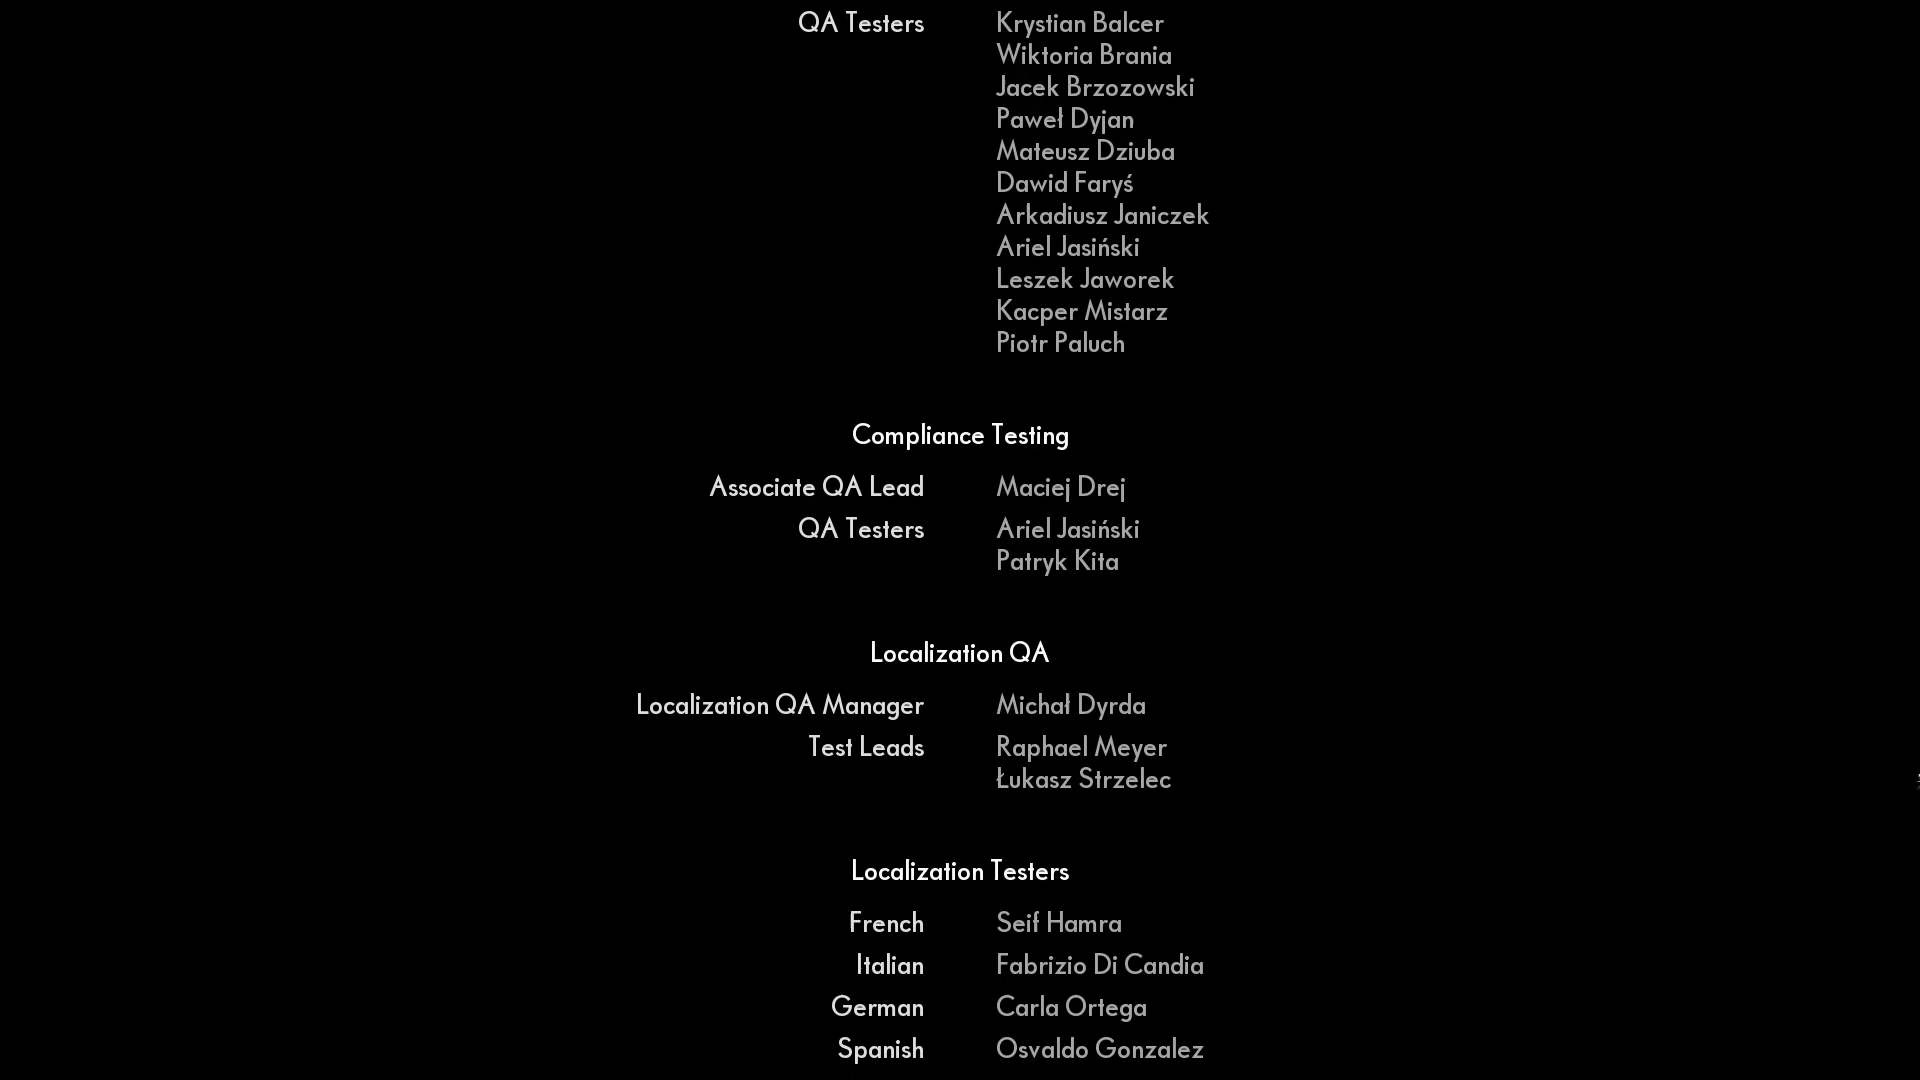 QA Testers Krystian Balcer
Wiktoria Brania
Jacek Brzozowski
Paweł Dyjan
Mateusz Dziuba
Dawid Faryś
Arkadiusz Janiczek
Ariel Jasiński
Leszek Jaworek
Kacper Mistarz
Piotr Paluch
Compliance Testing
Associate QA Lead Maciej Drej
QA Testers Ariel Jasiński
Patryk Kita
Localization QA
Localization QA Manager Michał Dyrda
Test Leads Raphael Meyer
Łukasz Strzelec
Localization Testers
French Seif Hamra
Italian Fabrizio Di Candia
German Carla Ortega
Spanish Osvaldo Gonzalez